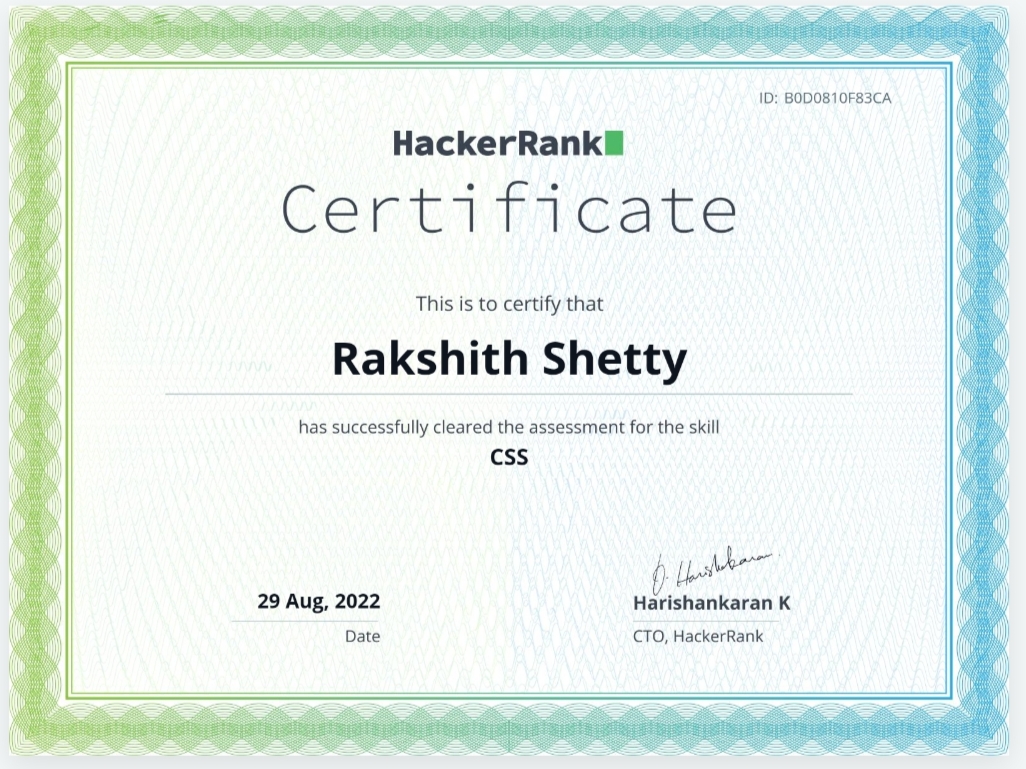 ID: B0D0810F83CA
HackerRank
Certificate
This is to certify that
Rakshith Shetty
has successfully cleared the assessment for the skill
CSS
29 Aug, 2022
Date
Harishankaran K
CTO, HackerRank